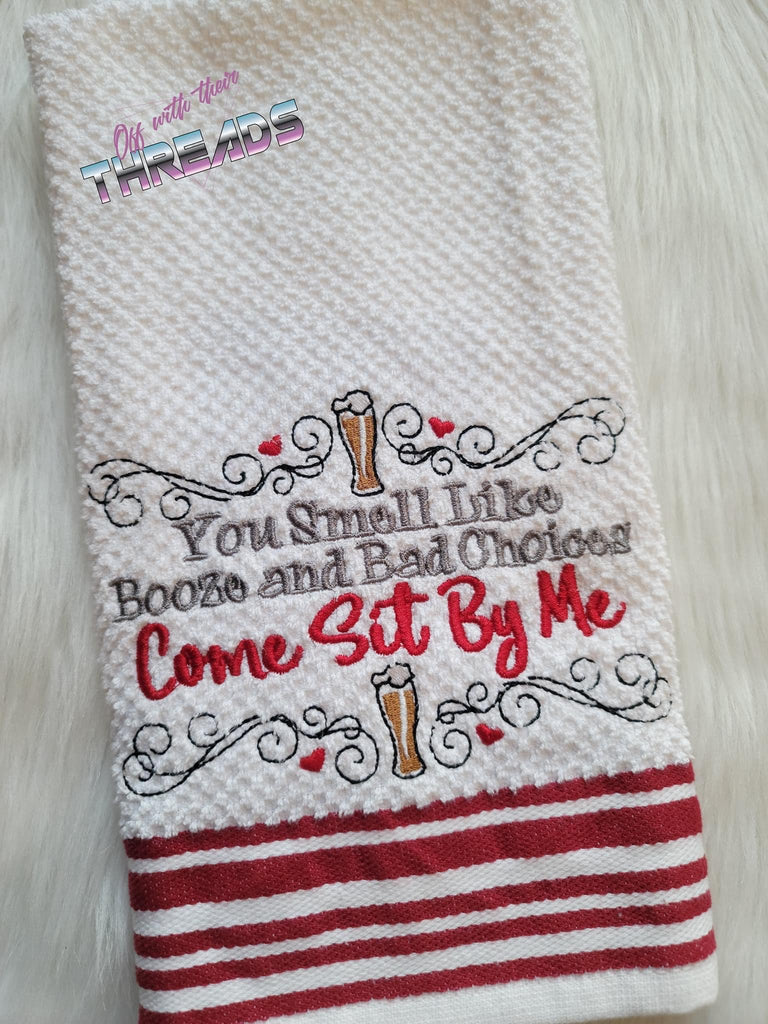 Off with their
THREADS
You Smell Like
Booze and Bad Choices
Come Sit By Me